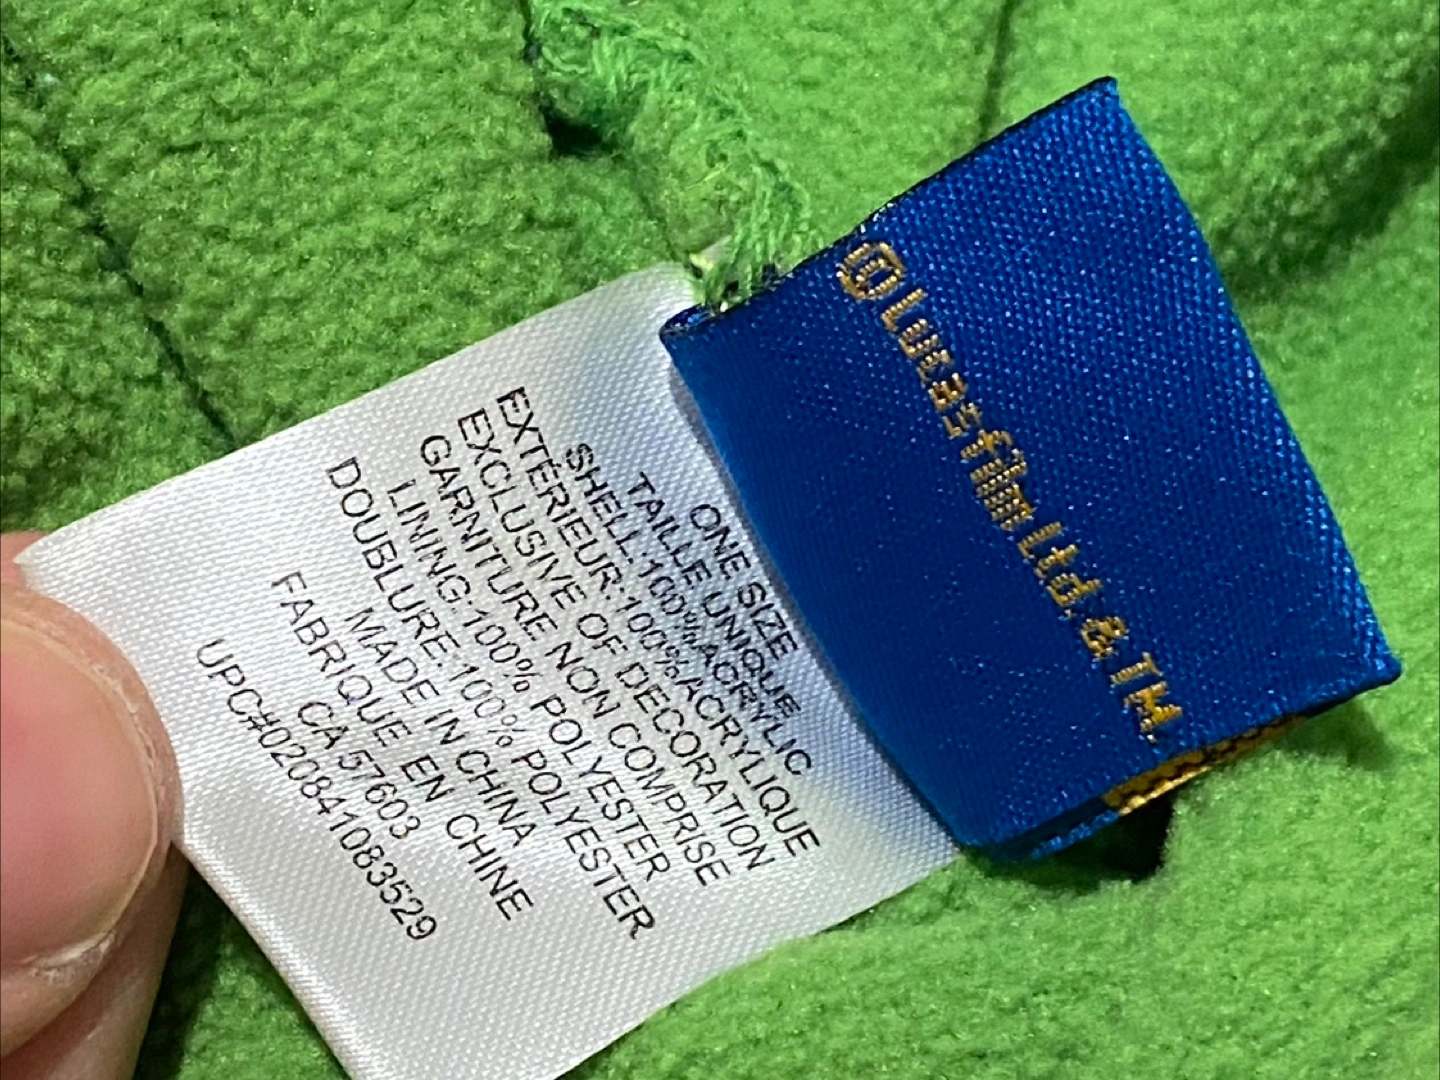 © Lucasfilm Ltd. & TM.
ONE SIZE
TAILLE UNIQUE
SHELL:100%ACRYLIC
EXTÉRIEUR:100%ACRYLIQUE
EXCLUSIVE OF DECORATION
GARNITURE NON COMPRISE
LINING:100% POLYESTER
DOUBLURE:100% POLYESTER
MADE IN CHINA
FABRIQUE EN CHINE
CA 57603
UPC#020841083529